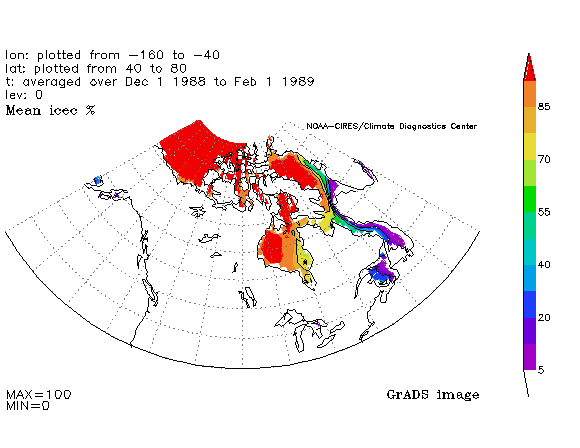 lon: plotted from −160 to −40
lat: plotted from 40 to 80
t: averaged over Dec 1 1988 to Feb 1 1989
lev: 0
Mean icec %
NOAA−CIRES/Climate Diagnostics Center
85
70
55
40
20
5
MAX=100
MIN=0
GrADS image